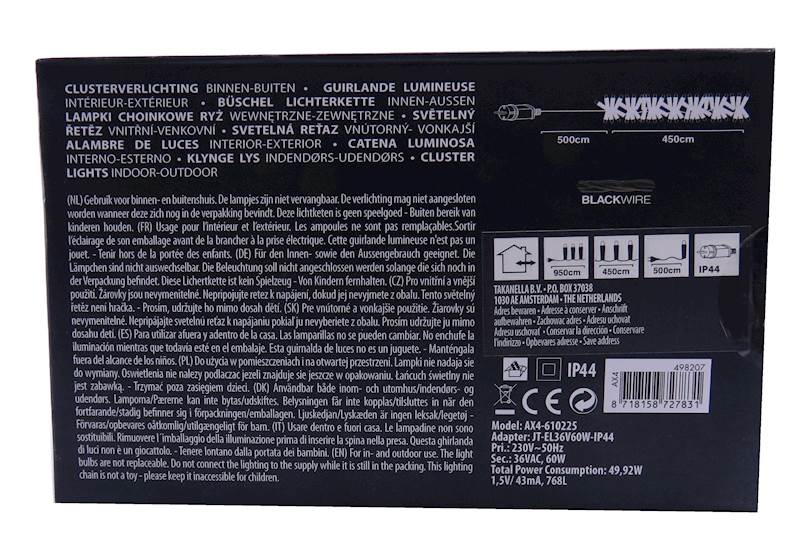 CLUSTERVERLICHTING BINNEN-BUITEN • GUIRLANDE LUMINEUSE
INTÉRIEUR-EXTÉRIEUR • BÜSCHEL LICHTERKETTE INNEN-AUSSEN
LAMPKI CHOINKOWE RYŻ WEWNĘTRZNE-ZEWNĘTRZNE • SVĚTELNÝ
ŘETĚZ VNITŘNÍ-VENKOVNÍ • SVETELNÁ REŤAZ VNÚTORNÝ- VONKAJŠÍ
ALAMBRE DE LUCES INTERIOR-EXTERIOR • CATENA LUMINOSA
INTERNO-ESTERNO • KLYNGE LYS INDENDØRS-UDENDØRS • CLUSTER
LIGHTS INDOOR-OUTDOOR
(NL) Gebruik voor binnen- en buitenshuis. De lampjes zijn niet vervangbaar. De verlichting mag niet aangesloten
worden wanneer deze zich nog in de verpakking bevindt. Deze lichtketen is geen speelgoed - Buiten bereik van
kinderen houden. (FR) Usage pour l'intérieur et l'extérieur. Les ampoules ne sont pas remplaçables.Sortir
l'éclairage de son emballage avant de la brancher à la prise électrique. Cette guirlande lumineuse n'est pas un
jouet. - Tenir hors de la portée des enfants. (DE) Für den Innen- sowie den Aussengebrauch geeignet. Die
Lämpchen sind nicht auswechselbar. Die Beleuchtung soll nicht angeschlossen werden solange die sich noch in
der Verpackung befindet. Diese Lichterkette ist kein Spielzeug - Von Kindern fernhalten. (CZ) Pro vnitřní a vnější
použití. Žárovky jsou nevyměnitelné. Nepripojujte retez k napájení, dokud jej nevyjmete z obalu. Tento světelný
řetěz není hračka. - Prosím, udržujte ho mimo dosah dětí. (SK) Pre vnútorné a vonkajšie použitie. Žiarovky sú
nevymeniteľné. Nepripájajte svetelnú reťaz k napájaniu pokiaľ ju nevyberiete z obalu. Prosím udržujte ju mimo
dosahu detí. (ES) Para utilizar afuera y adentro de la casa. Las lamparillas no se pueden cambiar. No enchufe la
iluminación mientras que todavía esté en el embalaje. Esta guirnalda de luces no es un juguete. - Manténgala
fuera del alcance de los niños. (PL) Do użycia w pomieszczeniach i na otwartej przestrzeni. Lampki nie nadaja się
do wymiany. Oswietlenia nie nalezy podlaczac jezeli znajduje sie jeszcze w opakowaniu. Łańcuch świetlny nie
jest zabawką. - Trzymać poza zasięgiem dzieci. (DK) Anvåndbar både inom- och utomhus/indendørs- og
udendørs. Lamporna/Pærerne kan inte bytas/udskiftes. Belysningen får inte kopplas/tilsluttes in når den
fortfarande/stadig befinner sig i förpackningen/emballagen. Ljuskedjan/Lyskæden är ingen leksak/legetøj -
Förvaras/opbevares oåtkomlig/utilgængeligt för barn. (IT) Usare dentro e fuori casa. Le lampadine non sono
sostituibili. Rimuovere l´imballaggio della illuminazione prima di inserire la spina nella presa. Questa ghirlanda
di luci non è un giocattolo. - Tenere lontano dalla portata dei bambini. (EN) For in- and outdoor use. The light
bulbs are not replaceable. Do not connect the lighting to the supply while it is still in the packing. This lighting
chain is not a toy - please keep it inaccessible for children.
500cm 450cm
BLACKWIRE
950cm 450cm 500cm IP44
TAKANELLA B.V. • P.O. BOX 37038
1030 AE AMSTERDAM • THE NETHERLANDS
Adres bewaren • Adresse à conserver • Anschrift
aufbewahren • Zachowac adres • Adresu uschovat
Adresu uschovať • Conservar la dirección • Conservare
l'indirizzo • Opbevares adresse • Save address
IP44
AX4
498207
8 718158 727831
CE
Model: AX4-610225
Adapter: JT-EL36V60W-IP44
Pri.: 230V~50Hz
Sec.: 36VAC, 60W
Total Power Consumption: 49,92W
1,5V/ 43mA, 768L